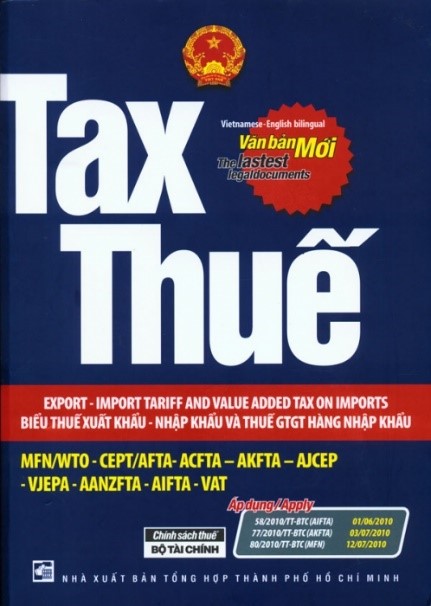 Tax
Vietnamese-English bilingual
Văn bản Mới
The lastest
legaldocuments
Thuế
EXPORT - IMPORT TARIFF AND VALUE ADDED TAX ON IMPORTS
BIỂU THUẾ XUẤT KHẨU - NHẬP KHẨU VÀ THUẾ GTGT HÀNG NHẬP KHẨU
MFN/WTO - CEPT/AFTA- ACFTA – AKFTA – AJCEP
- VJEPA - AANZFTA - AIFTA - VAT
Áp dụng/Apply
58/2010/TT-BTC (AIFTA) 01/06/2010
77/2010/TT-BTC (AKFTA) 03/07/2010
80/2010/TT-BTC (MFN) 12/07/2010
Chính sách thuế
BỘ TÀI CHÍNH
NHÀ XUẤT BẢN TỔNG HỢP THÀNH PHỐ HỒ CHÍ MINH